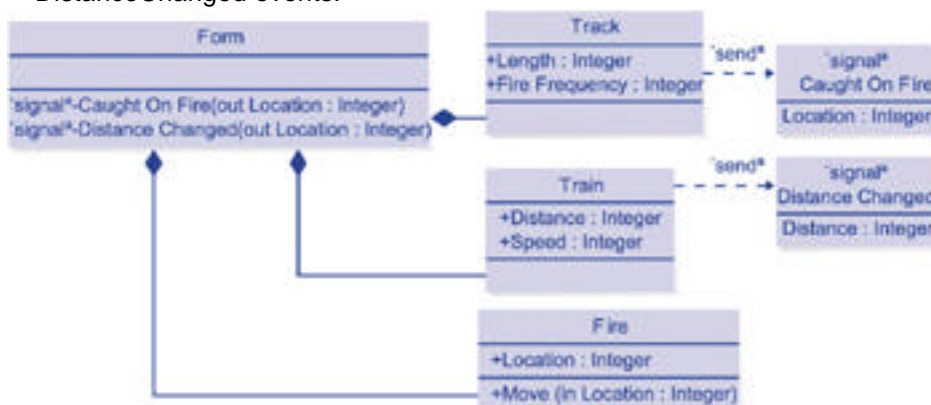 DistanceChanged events.
Form
"signal"-Caught On Fire(out Location : Integer)
"signal"-Distance Changed(out Location : Integer)
Track
+Length : Integer
+Fire Frequency : Integer
"send"
"signal"
Caught On Fire
Location : Integer
Train
+Distance : Integer
+Speed : Integer
"send"
"signal"
Distance Changed
Distance : Integer
Fire
+Location : Integer
+Move (in Location : Integer)